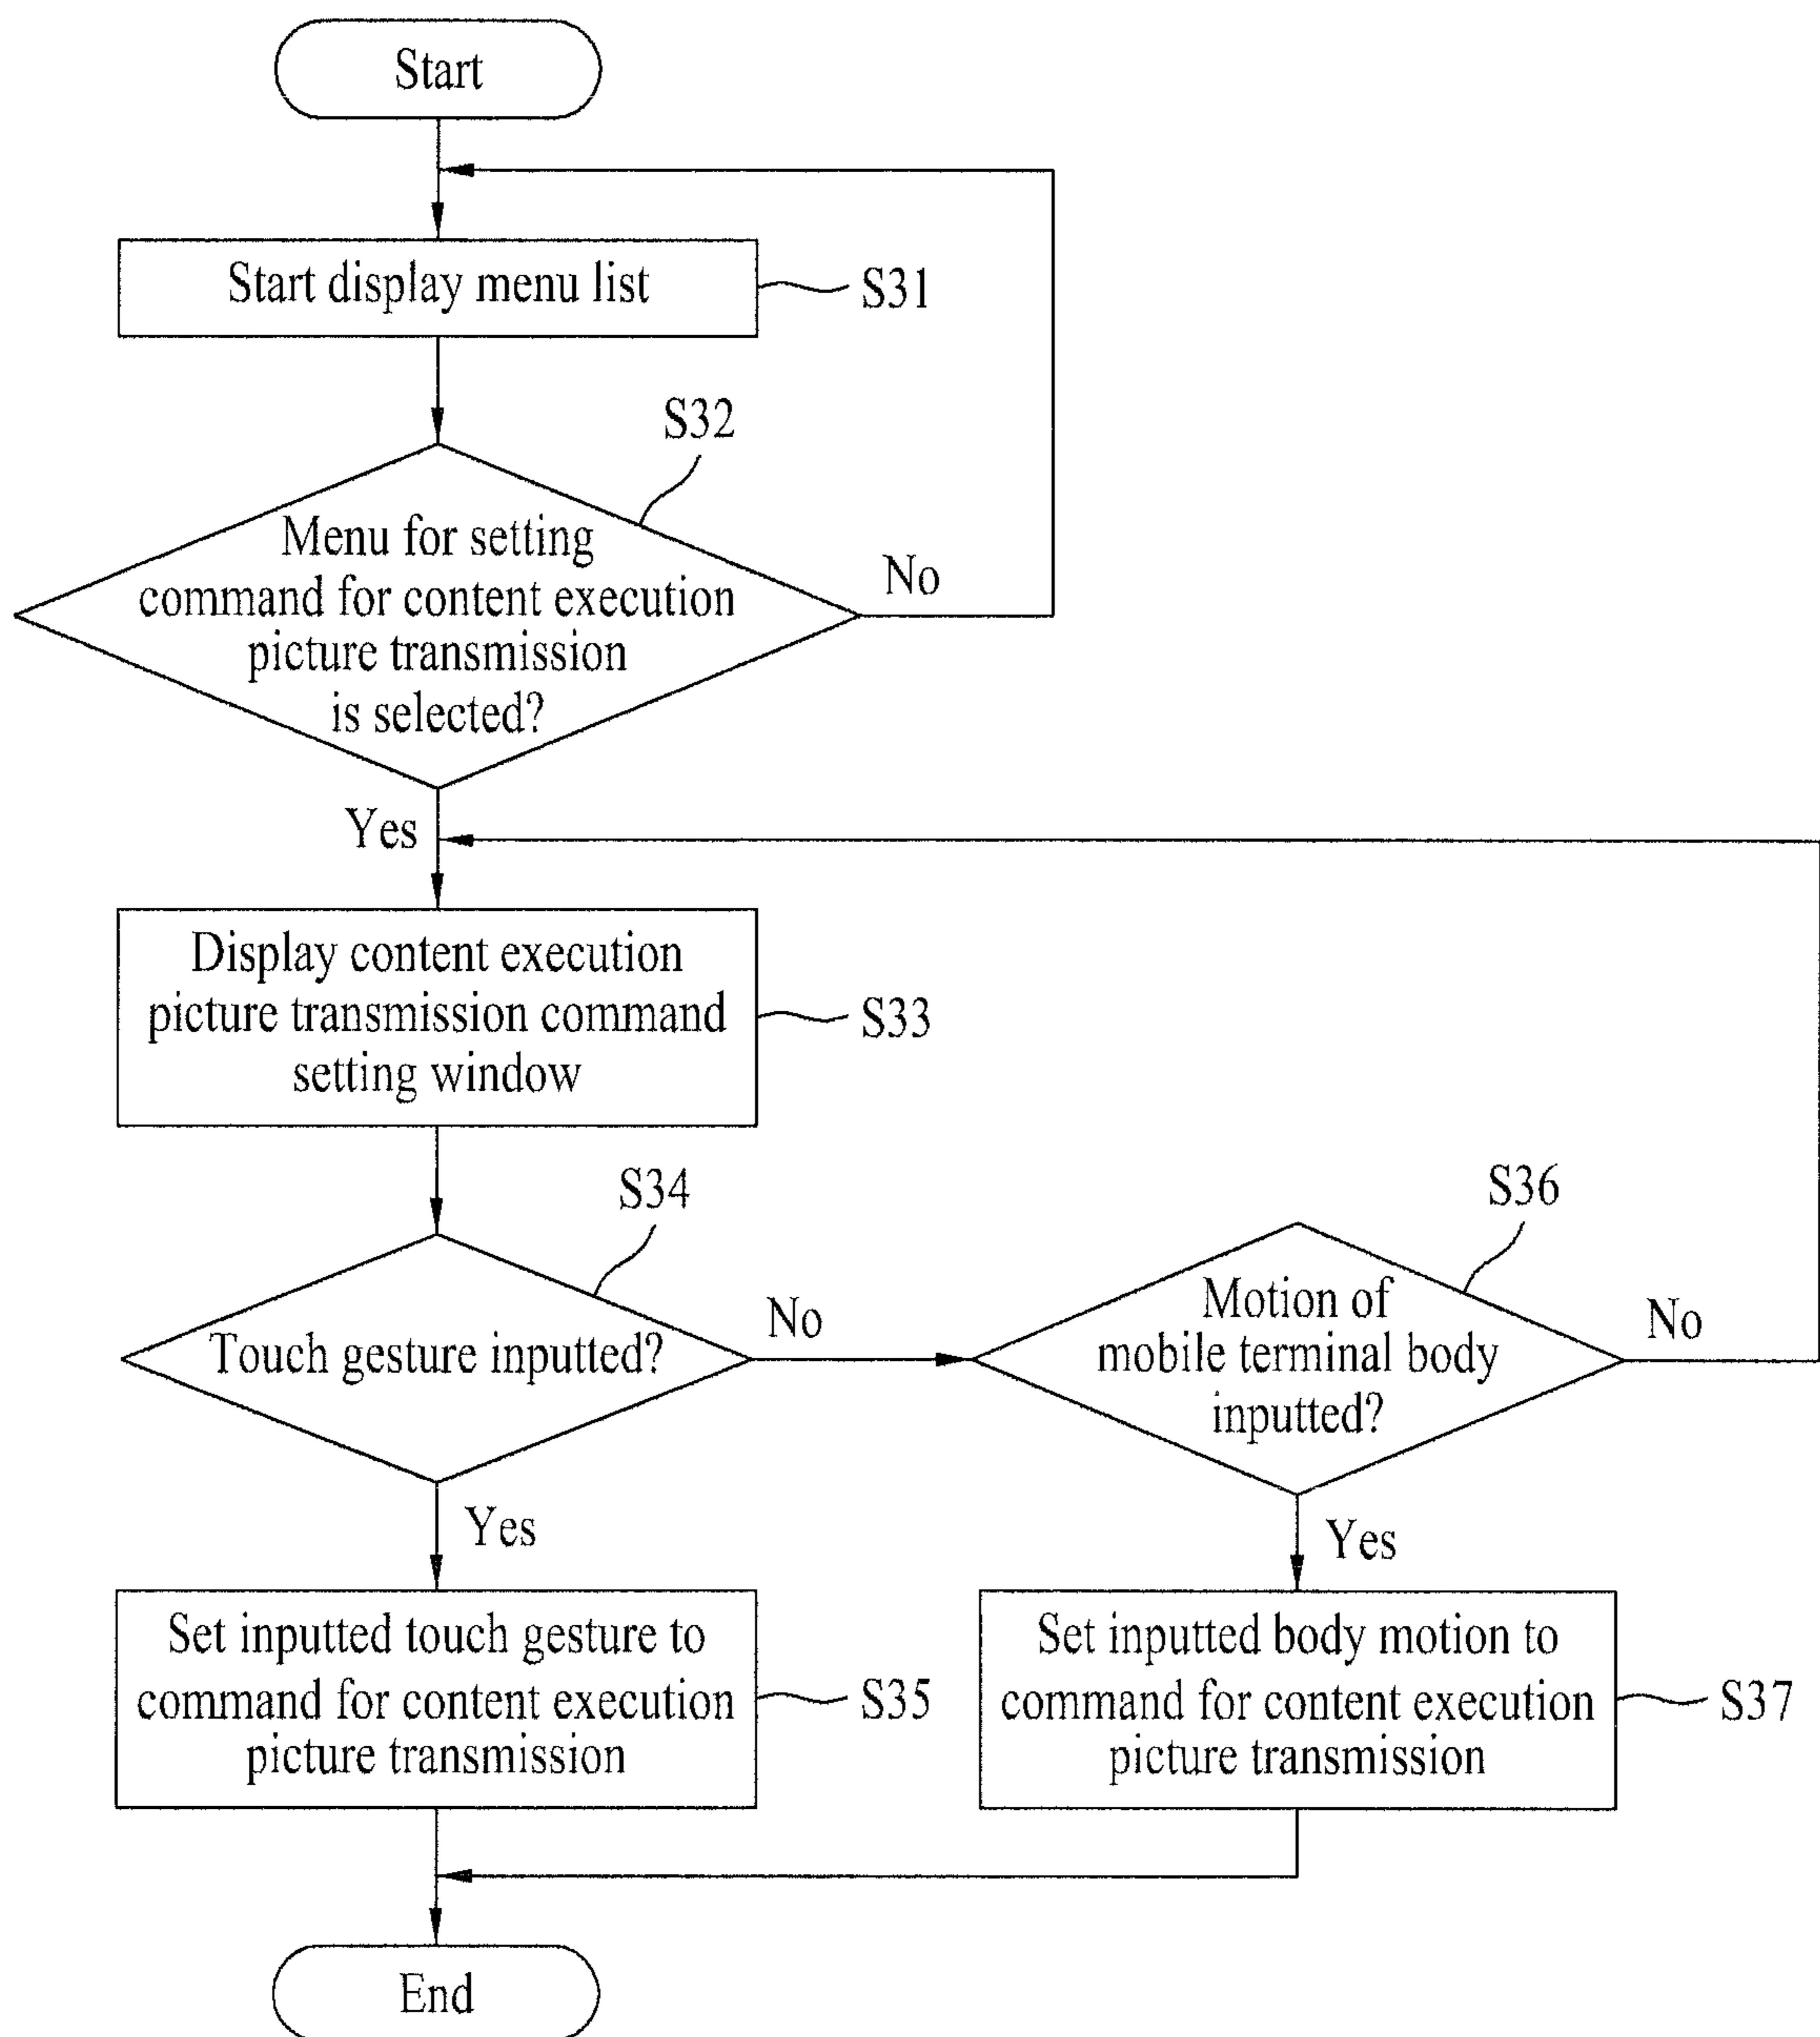 Start
Start display menu list
S31
S32
Menu for setting
command for content execution
picture transmission
is selected?
No
Yes
Display content execution
picture transmission command
setting window
S33
S34
Touch gesture inputted?
No
S36
Motion of
mobile terminal body
inputted?
No
Yes
Yes
Set inputted touch gesture to
command for content execution
picture transmission
S35
Set inputted body motion to
command for content execution
picture transmission
S37
End